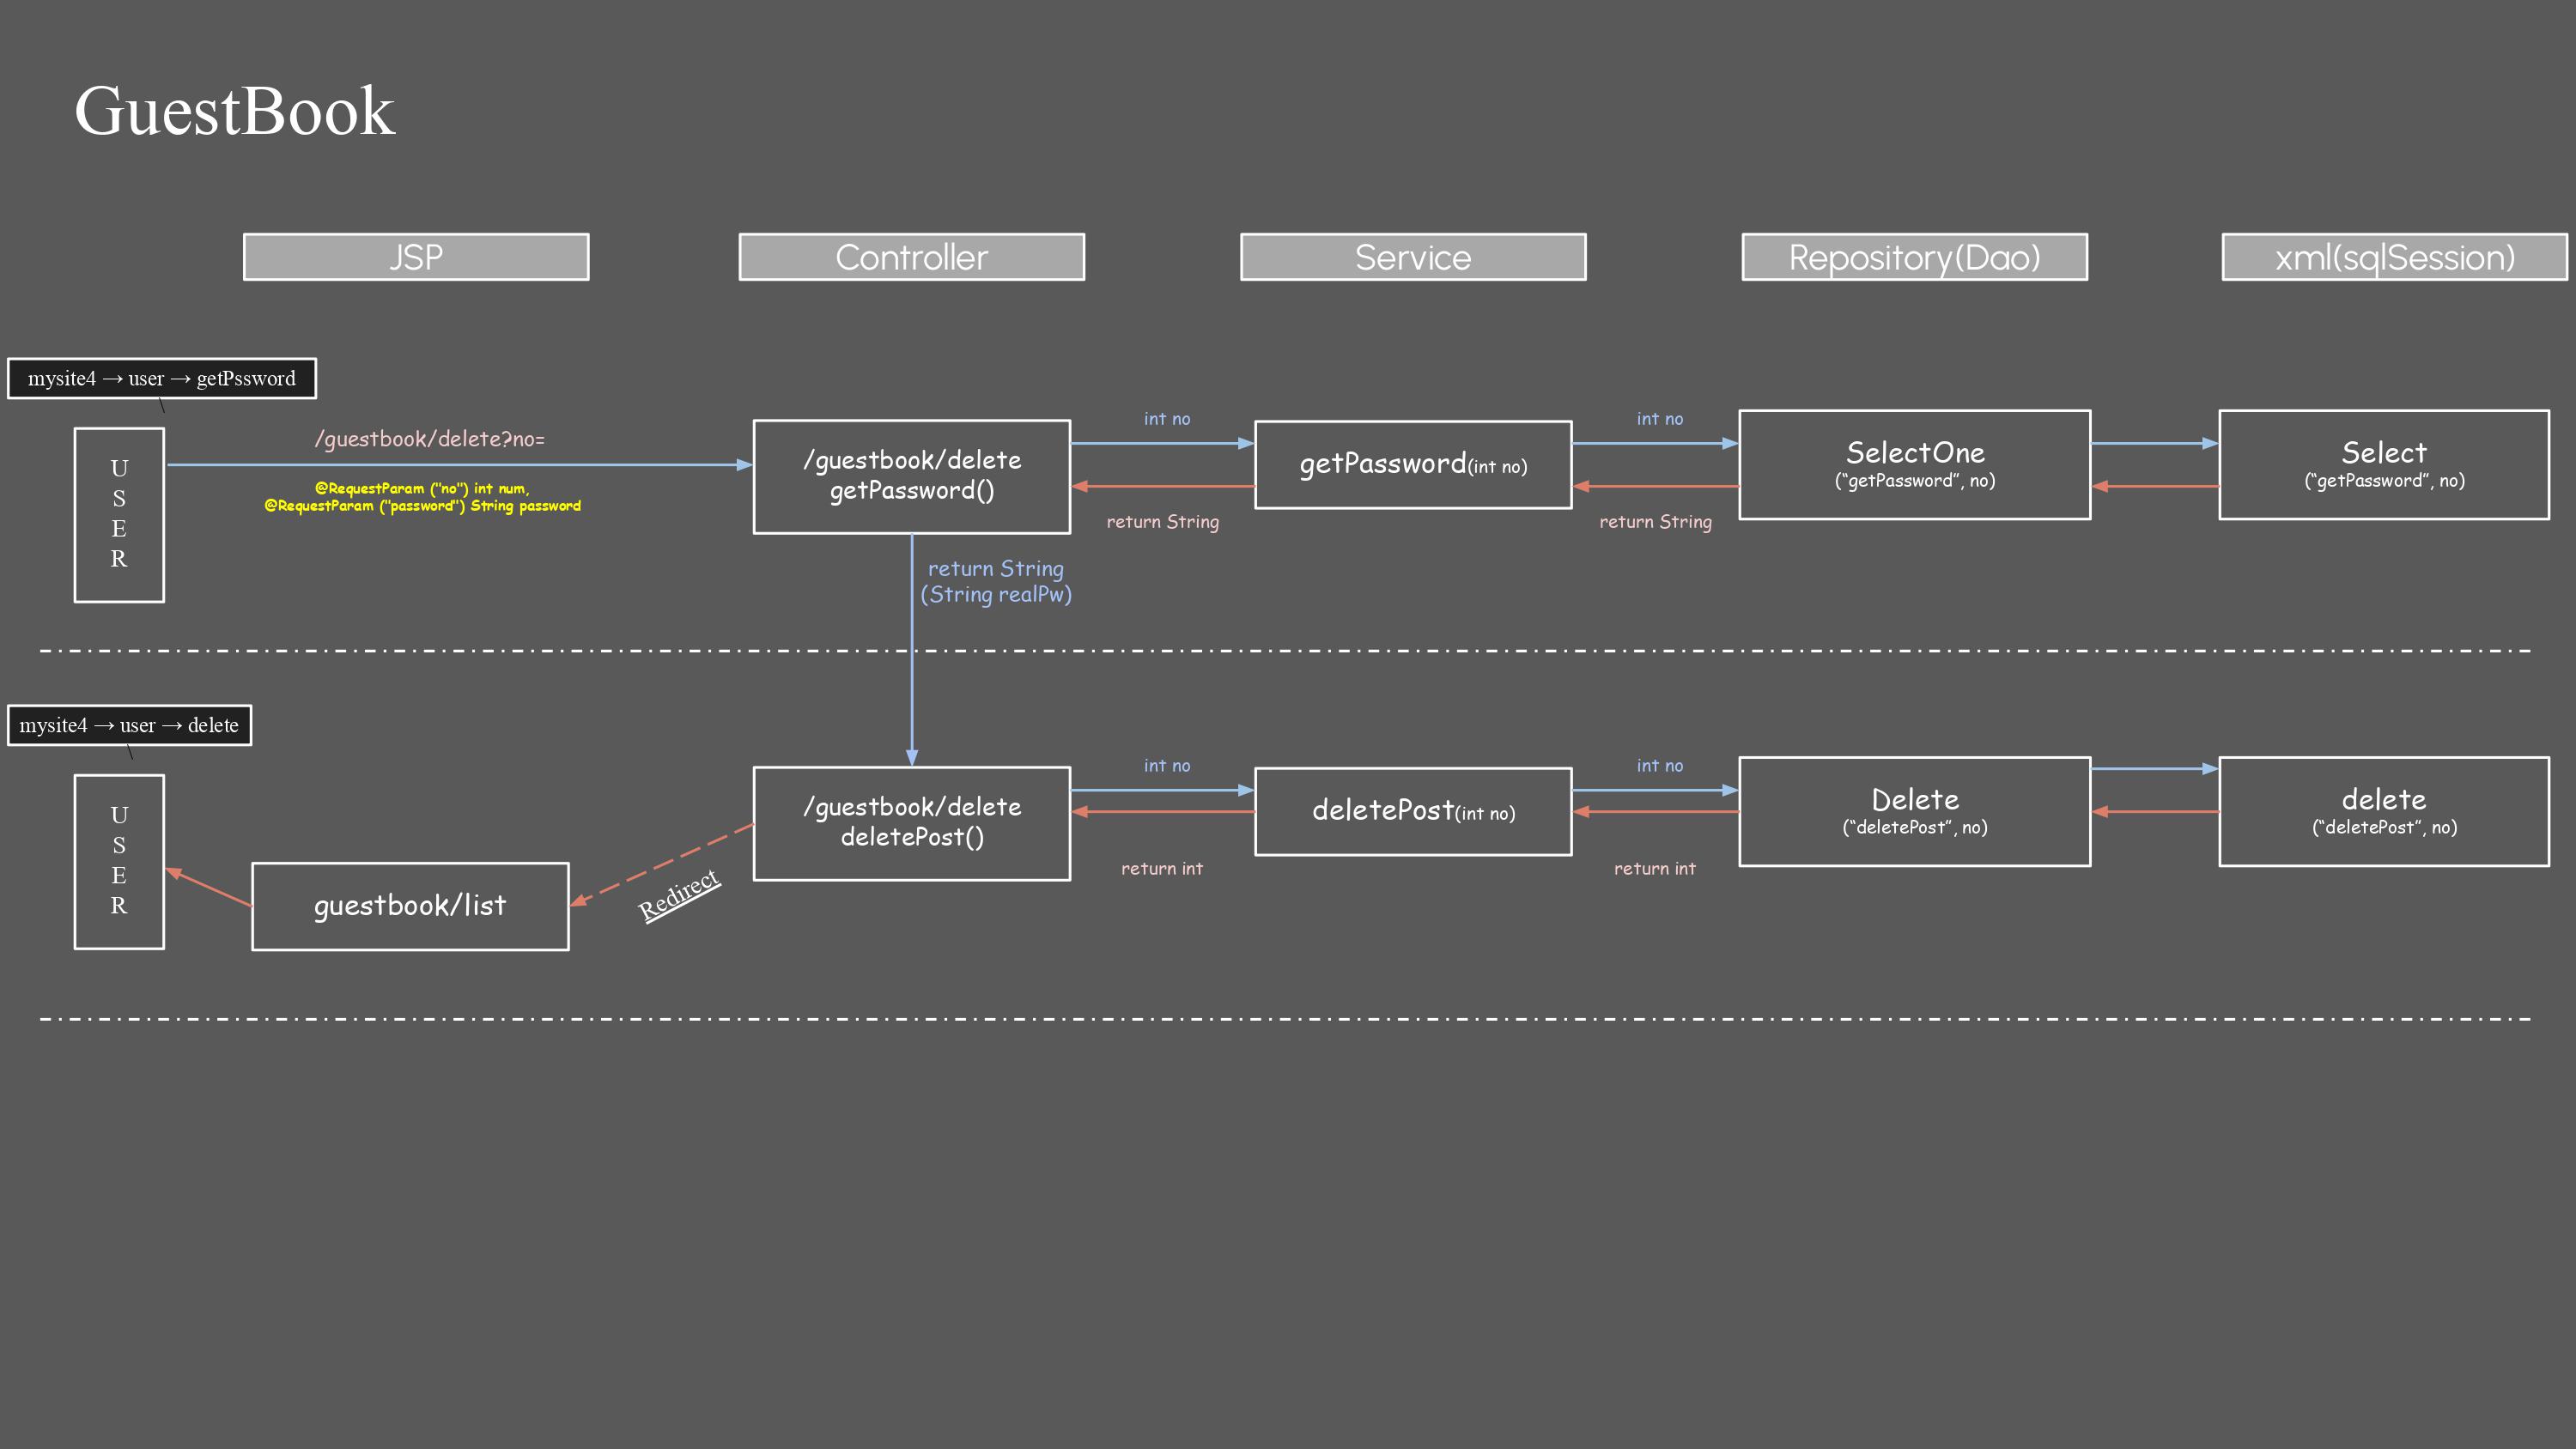 GuestBook
JSP
Controller
Service
Repository(Dao)
xml(sqlSession)
mysite4 → user → getPssword
U
S
E
R
/guestbook/delete?no=
@RequestParam ("no") int num,
@RequestParam ("password") String password
/guestbook/delete
getPassword()
int no
return String
getPassword(int no)
int no
return String
SelectOne
(“getPassword”, no)
Select
(“getPassword”, no)
return String
(String realPw)
mysite4 → user → delete
U
S
E
R
guestbook/list
Redirect
/guestbook/delete
deletePost()
int no
return int
deletePost(int no)
int no
return int
Delete
(“deletePost”, no)
delete
(“deletePost”, no)